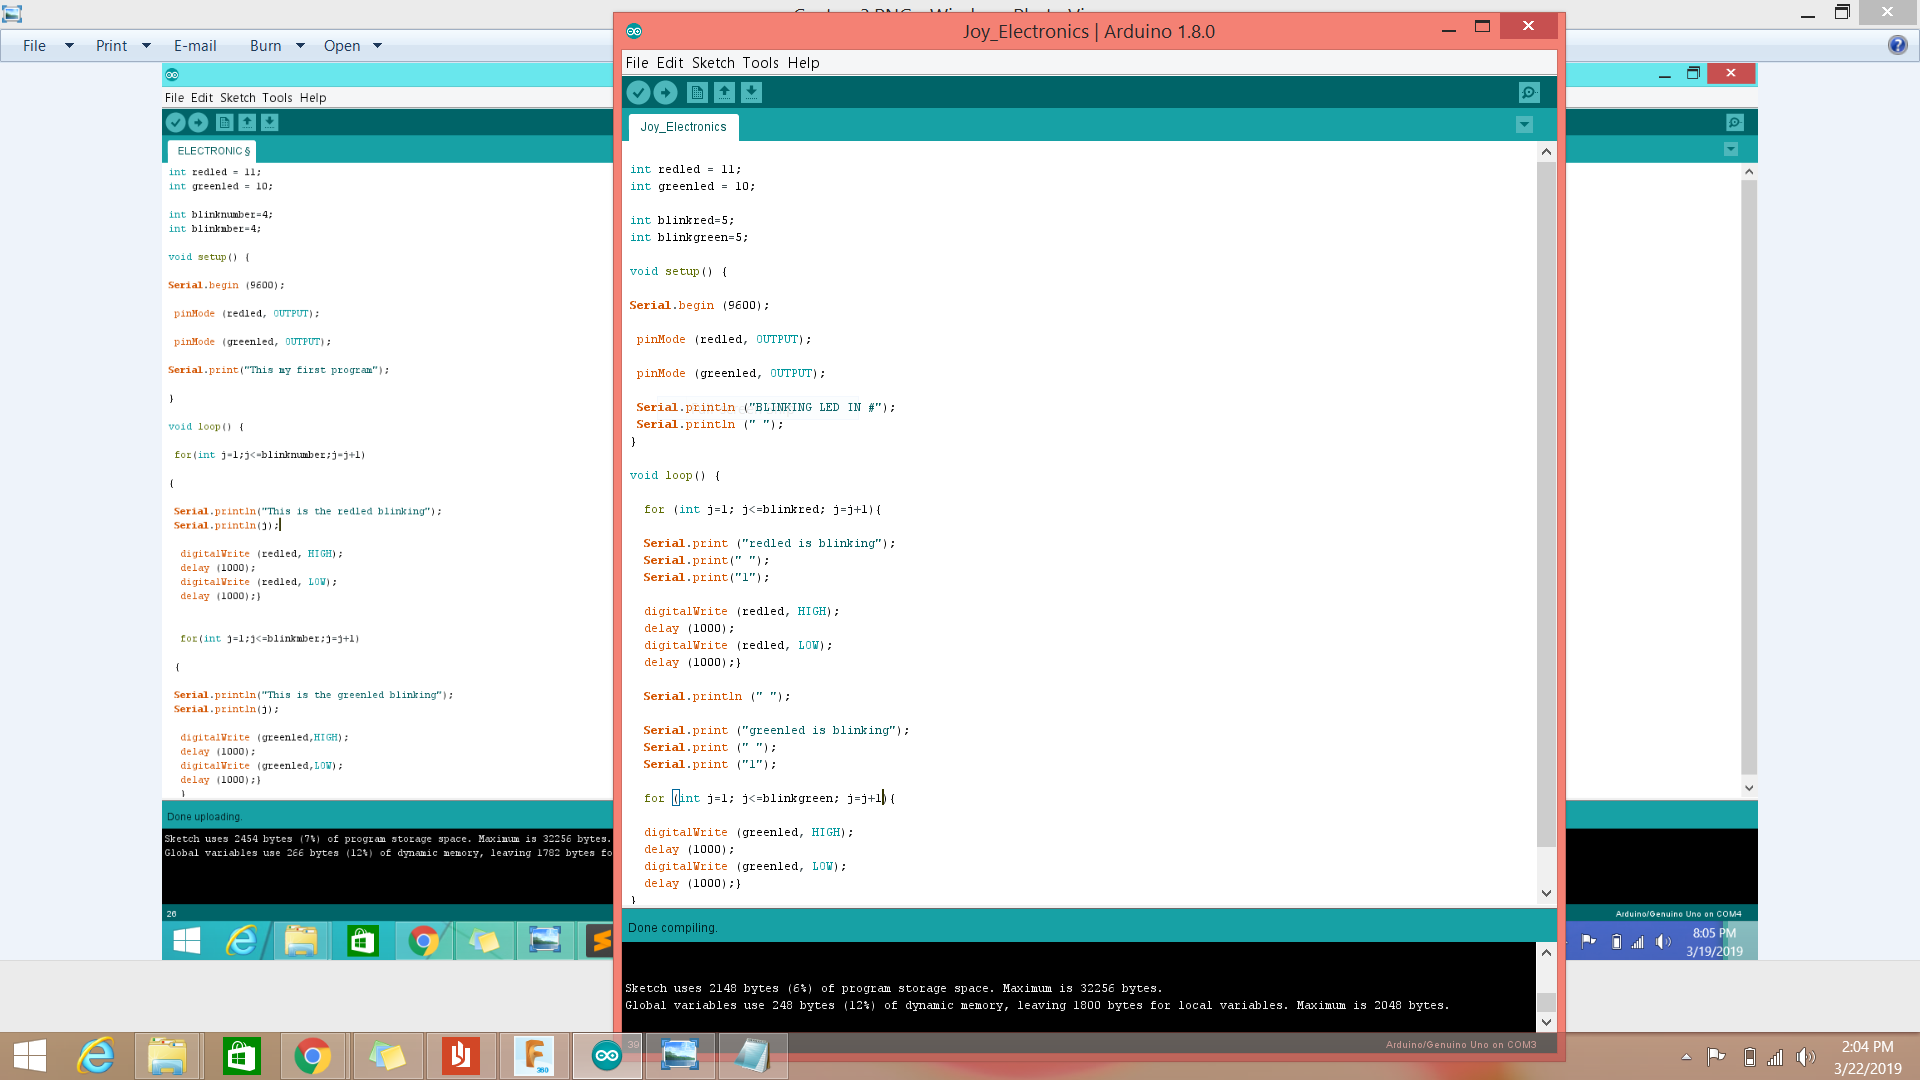 Joy_Electronics | Arduino 1.8.0
File Print E-mail Burn Open
File Edit Sketch Tools Help
ELECTRONIC §
int redled = 11;
int greenled = 10;
int blinknumber=4;
int blinkmber=4;
void setup() {
Serial.begin (9600);
pinMode (redled, OUTPUT);
pinMode (greenled, OUTPUT);
Serial.print("This my first program");
}
void loop() {
for(int j=1;j<=blinknumber;j=j+1)
{
Serial.println("This is the redled blinking");
Serial.println(j);
digitalWrite (redled, HIGH);
delay (1000);
digitalWrite (redled, LOW);
delay (1000);}
for(int j=1;j<=blinkmber;j=j+1)
{
Serial.println("This is the greenled blinking");
Serial.println(j);
digitalWrite (greenled,HIGH);
delay (1000);
digitalWrite (greenled,LOW);
delay (1000);}
}
Done uploading.
Sketch uses 2454 bytes (7%) of program storage space. Maximum is 32256 bytes.
Global variables use 266 bytes (12%) of dynamic memory, leaving 1782 bytes fo
26
Arduino/Genuino Uno on COM4
8:05 PM
3/19/2019
File Edit Sketch Tools Help
Joy_Electronics
int redled = 11;
int greenled = 10;
int blinkred=5;
int blinkgreen=5;
void setup() {
Serial.begin (9600);
pinMode (redled, OUTPUT);
pinMode (greenled, OUTPUT);
Serial.println ("BLINKING LED IN #");
Serial.println (" ");
}
void loop() {
for (int j=1; j<=blinkred; j=j+1){
Serial.print ("redled is blinking");
Serial.print(" ");
Serial.print("1");
digitalWrite (redled, HIGH);
delay (1000);
digitalWrite (redled, LOW);
delay (1000);}
Serial.println (" ");
Serial.print ("greenled is blinking");
Serial.print (" ");
Serial.print ("1");
for (int j=1; j<=blinkgreen; j=j+1){
digitalWrite (greenled, HIGH);
delay (1000);
digitalWrite (greenled, LOW);
delay (1000);}
}
Done compiling.
Sketch uses 2148 bytes (6%) of program storage space. Maximum is 32256 bytes.
Global variables use 248 bytes (12%) of dynamic memory, leaving 1800 bytes for local variables. Maximum is 2048 bytes.
39
Arduino/Genuino Uno on COM3
360
2:04 PM
3/22/2019